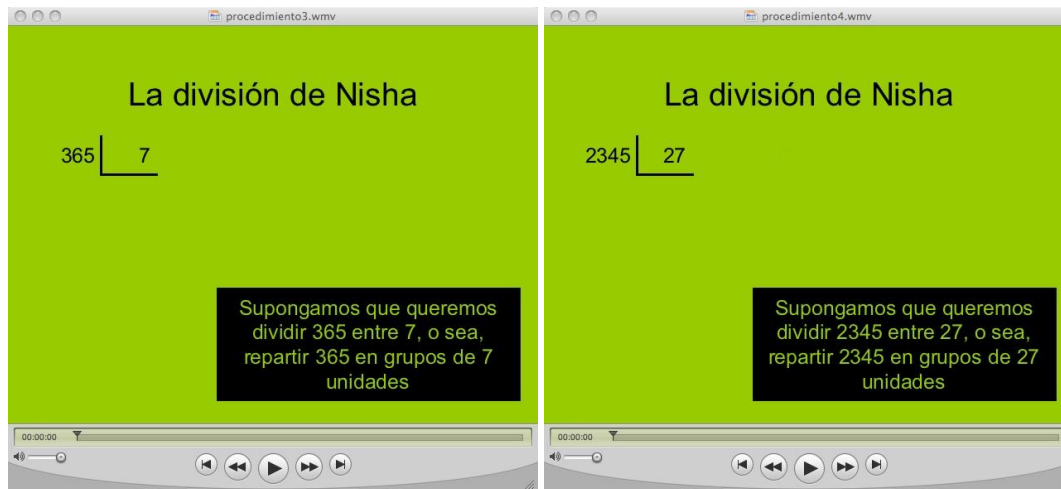 procedimiento3.wmv
La división de Nisha
365 7
Supongamos que queremos
dividir 365 entre 7, o sea,
repartir 365 en grupos de 7
unidades
00:00:00
procedimiento4.wmv
La división de Nisha
2345 27
Supongamos que queremos
dividir 2345 entre 27, o sea,
repartir 2345 en grupos de 27
unidades
00:00:00